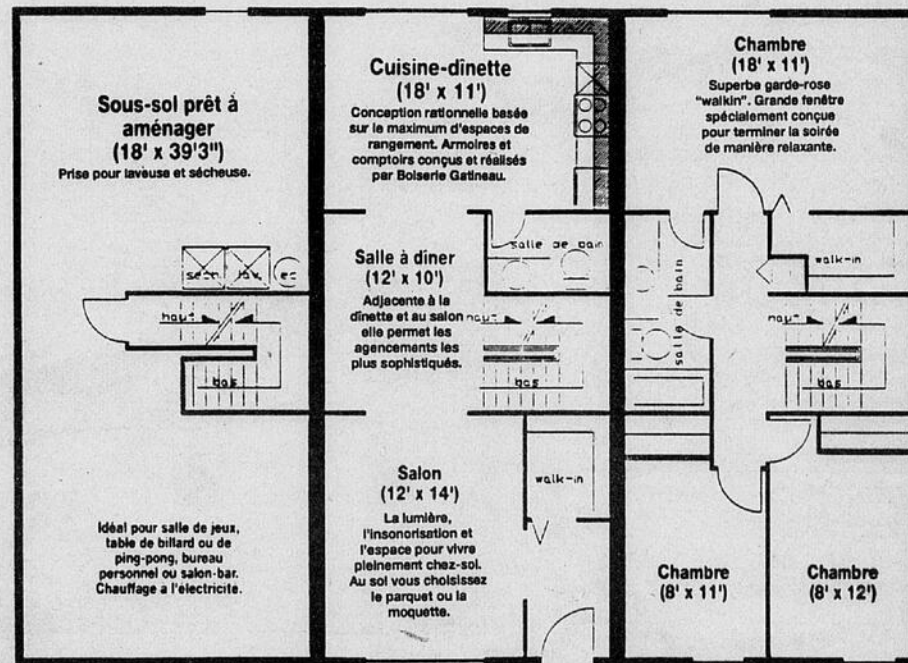 Sous-sol prêt à
aménager
(18' x 39'3")
Prise pour laveuse et sécheuse.
sech.
lav.
ec
haut
bas
Idéal pour salle de jeux,
table de billard ou de
ping-pong, bureau
personnel ou salon-bar.
Chauffage a l'électricite.
Cuisine-dînette
(18' x 11')
Conception rationnelle basée
sur le maximum d'espaces de
rangement. Armoires et
comptoirs conçus et réalisés
par Boiserie Gatineau.
salle de bain
Salle à dîner
(12' x 10')
Adjacente à la
dînette et au salon
elle permet les
agencements les
plus sophistiqués.
haut
bas
Salon
(12' x 14')
La lumière,
l'insonorisation et
l'espace pour vivre
pleinement chez-soi.
Au sol vous choisissez
le parquet ou la
moquette.
walk-in
Chambre
(18' x 11')
Superbe garde-rose
"walkin". Grande fenêtre
spécialement conçue
pour terminer la soirée
de manière relaxante.
walk-in
salle de bain
haut
bas
Chambre
(8' x 11')
Chambre
(8' x 12')